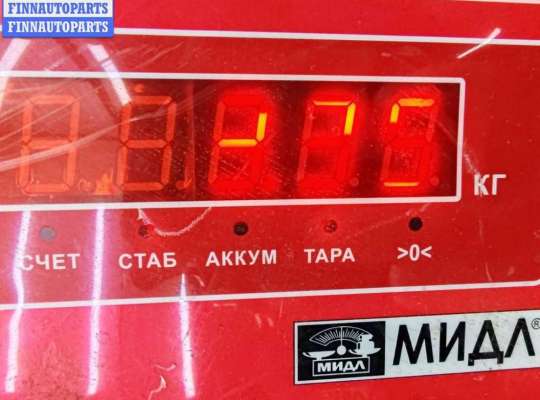 FINNAUTOPARTS
FINNAUTOPARTS
КГ
СЧЕТ СТАБ АККУМ ТАРА >0<
МИДЛ МИДЛ®